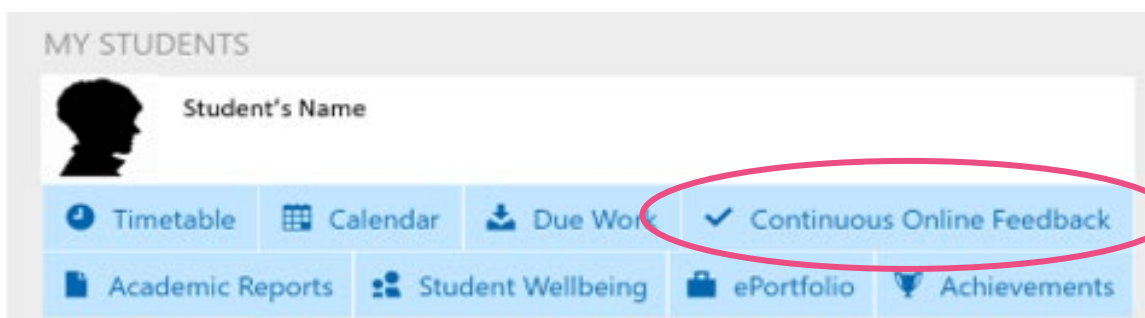 MY STUDENTS
Student's Name
Timetable Calendar Due Work Continuous Online Feedback
Academic Reports Student Wellbeing ePortfolio Achievements